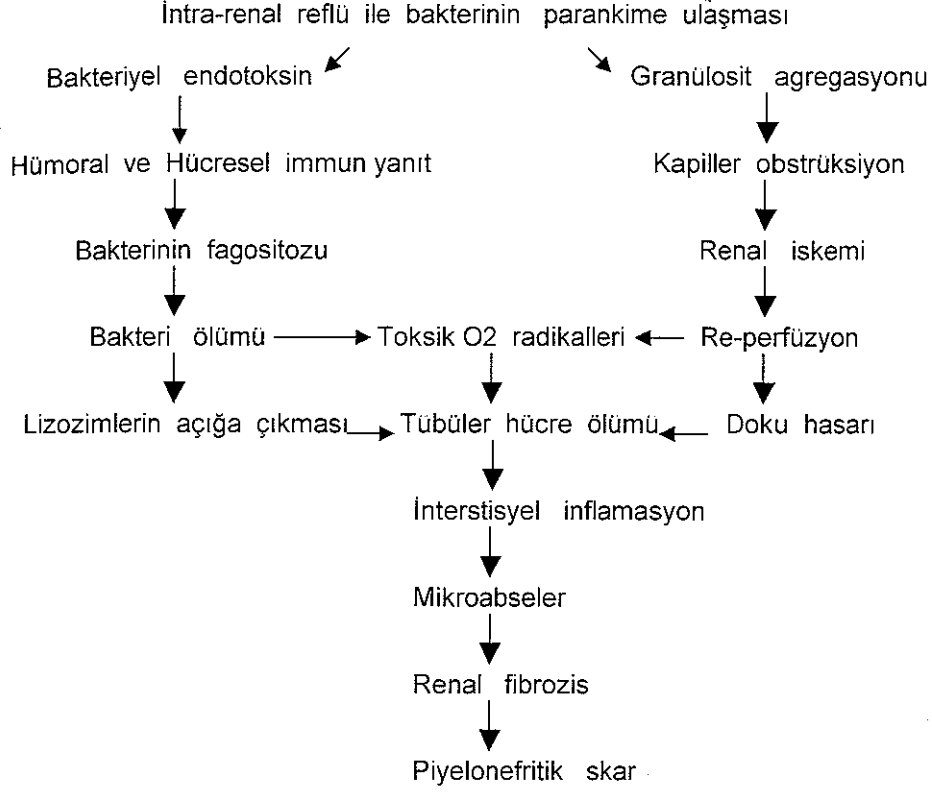 İntra-renal reflü ile bakterinin parankime ulaşması
Bakteriyel endotoksin
Granülosit agregasyonu
Hümoral ve Hücresel immun yanıt
Kapiller obstrüksiyon
Bakterinin fagositozu
Renal iskemi
Bakteri ölümü
Toksik O2 radikalleri
Re-perfüzyon
Lizozimlerin açığa çıkması
Tübüler hücre ölümü
Doku hasarı
İnterstisyel inflamasyon
Mikroabseler
Renal fibrozis
Piyelonefritik skar